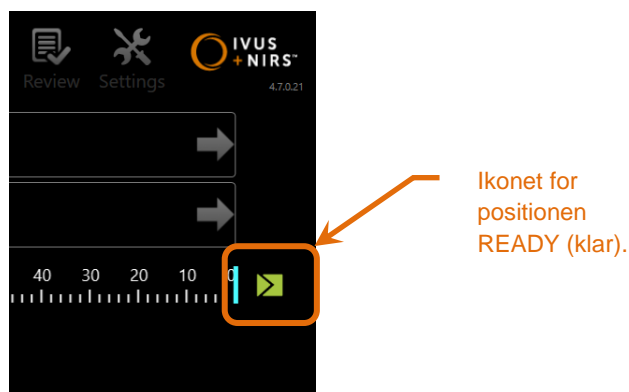 IVUS
+NIRS™
Review Settings
4.7.0.21
Ikonet for
positionen
READY (klar).
40 30 20 10 0